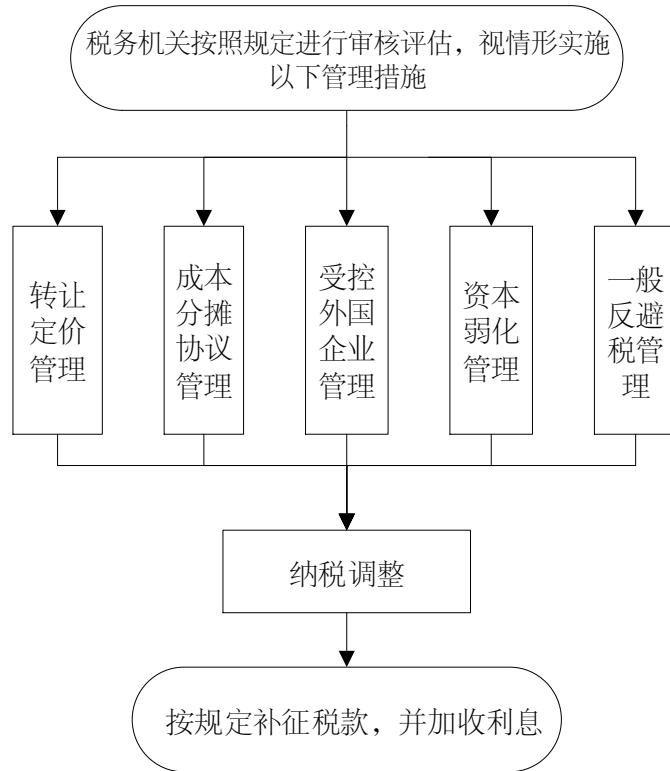 税务机关按照规定进行审核评估，视情形实施
以下管理措施
转让
定价
管理
成本
分摊
协议
管理
受控
外国
企业
管理
资本
弱化
管理
一般
反避
税管
理
纳税调整
按规定补征税款，并加收利息